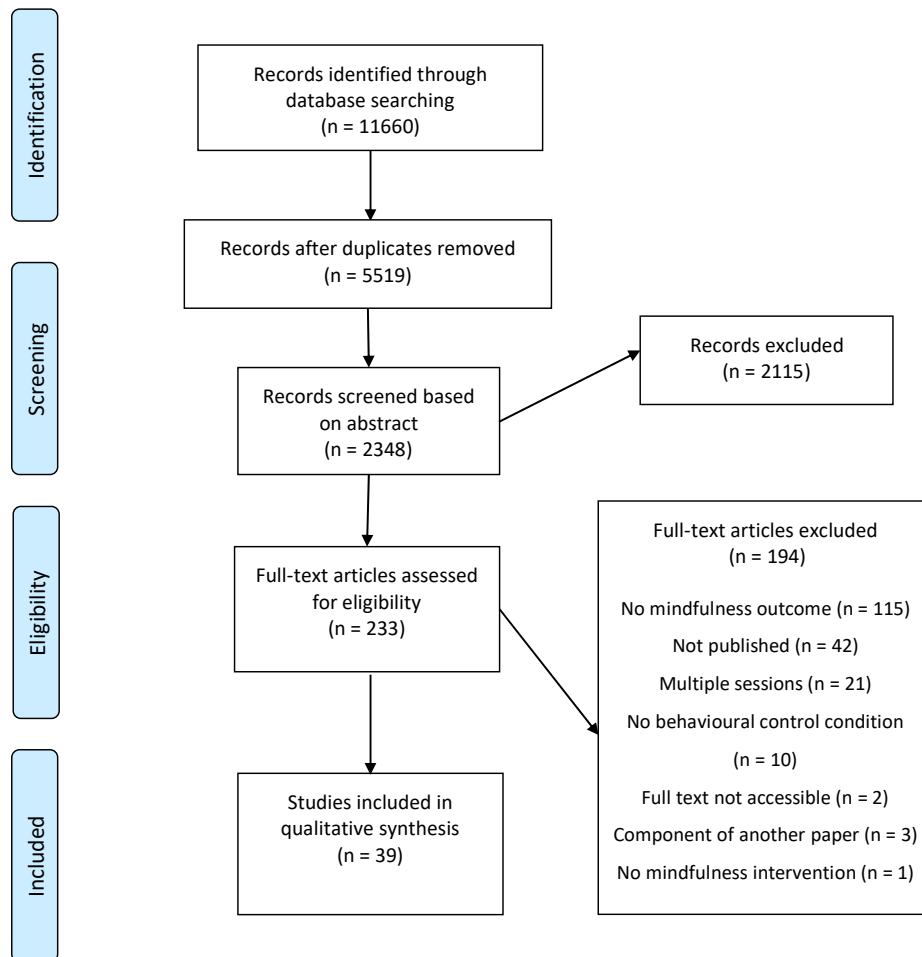 Identification
Records identified through
database searching
(n = 11660)
Records after duplicates removed
(n = 5519)
Screening
Records screened based
on abstract
(n = 2348)
Records excluded
(n = 2115)
Eligibility
Full-text articles assessed
for eligibility
(n = 233)
Full-text articles excluded
(n = 194)
No mindfulness outcome (n = 115)
Not published (n = 42)
Multiple sessions (n = 21)
No behavioural control condition
(n = 10)
Full text not accessible (n = 2)
Component of another paper (n = 3)
No mindfulness intervention (n = 1)
Included
Studies included in
qualitative synthesis
(n = 39)